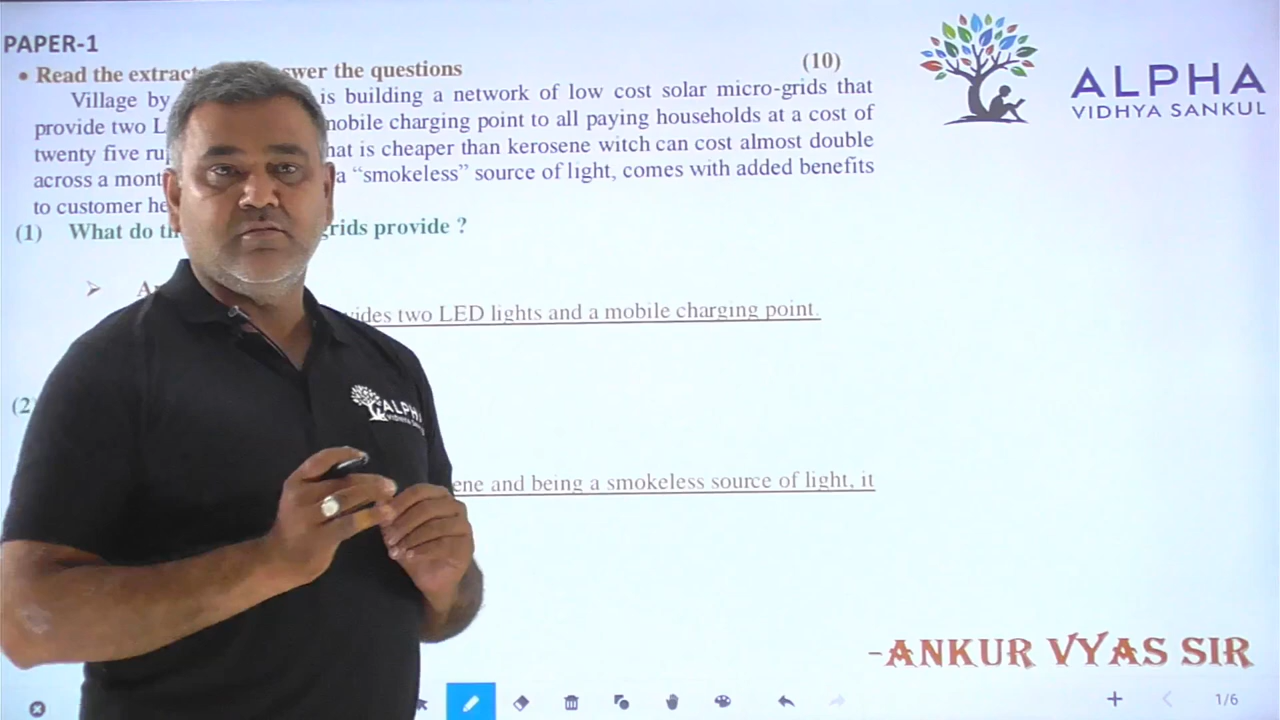 PAPER-1
• Read the extract swer the questions (10)
Village by is building a network of low cost solar micro-grids that
provide two L mobile charging point to all paying households at a cost of
twenty five ru hat is cheaper than kerosene witch can cost almost double
across a mont a “smokeless” source of light, comes with added benefits
to customer he
(1) What do th grids provide ?
➢ A
vides two LED lights and a mobile charging point.
(2
ene and being a smokeless source of light, it
ALPHA
VIDHYA SANKUL
ALPH
-ANKUR VYAS SIR
1/6